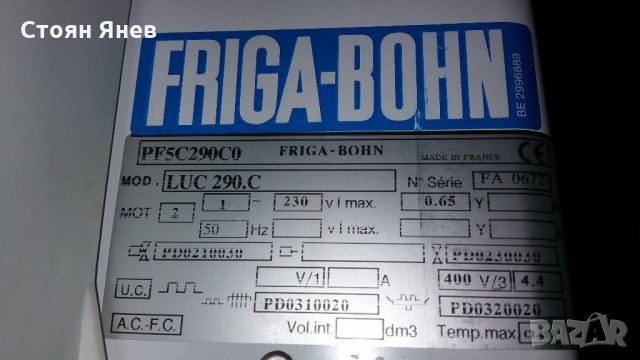 Стоян Янев
FRIGA-BOHN
BE 2996889
PF5C290C0 FRIGA-BOHN MADE IN FRANCE CE
MOD. LUC 290.C N° Série FA 0672
MOT 2 1 ~ 230 v I max. 0.65 Y
50 Hz v I max. Y
PD0210030 PD0230030
V/1 A 400 V/3 4.4
U.C. PD0310020 PD0320020
A.C.-F.C. Vol.int. dm3 Temp.max
BAZAR